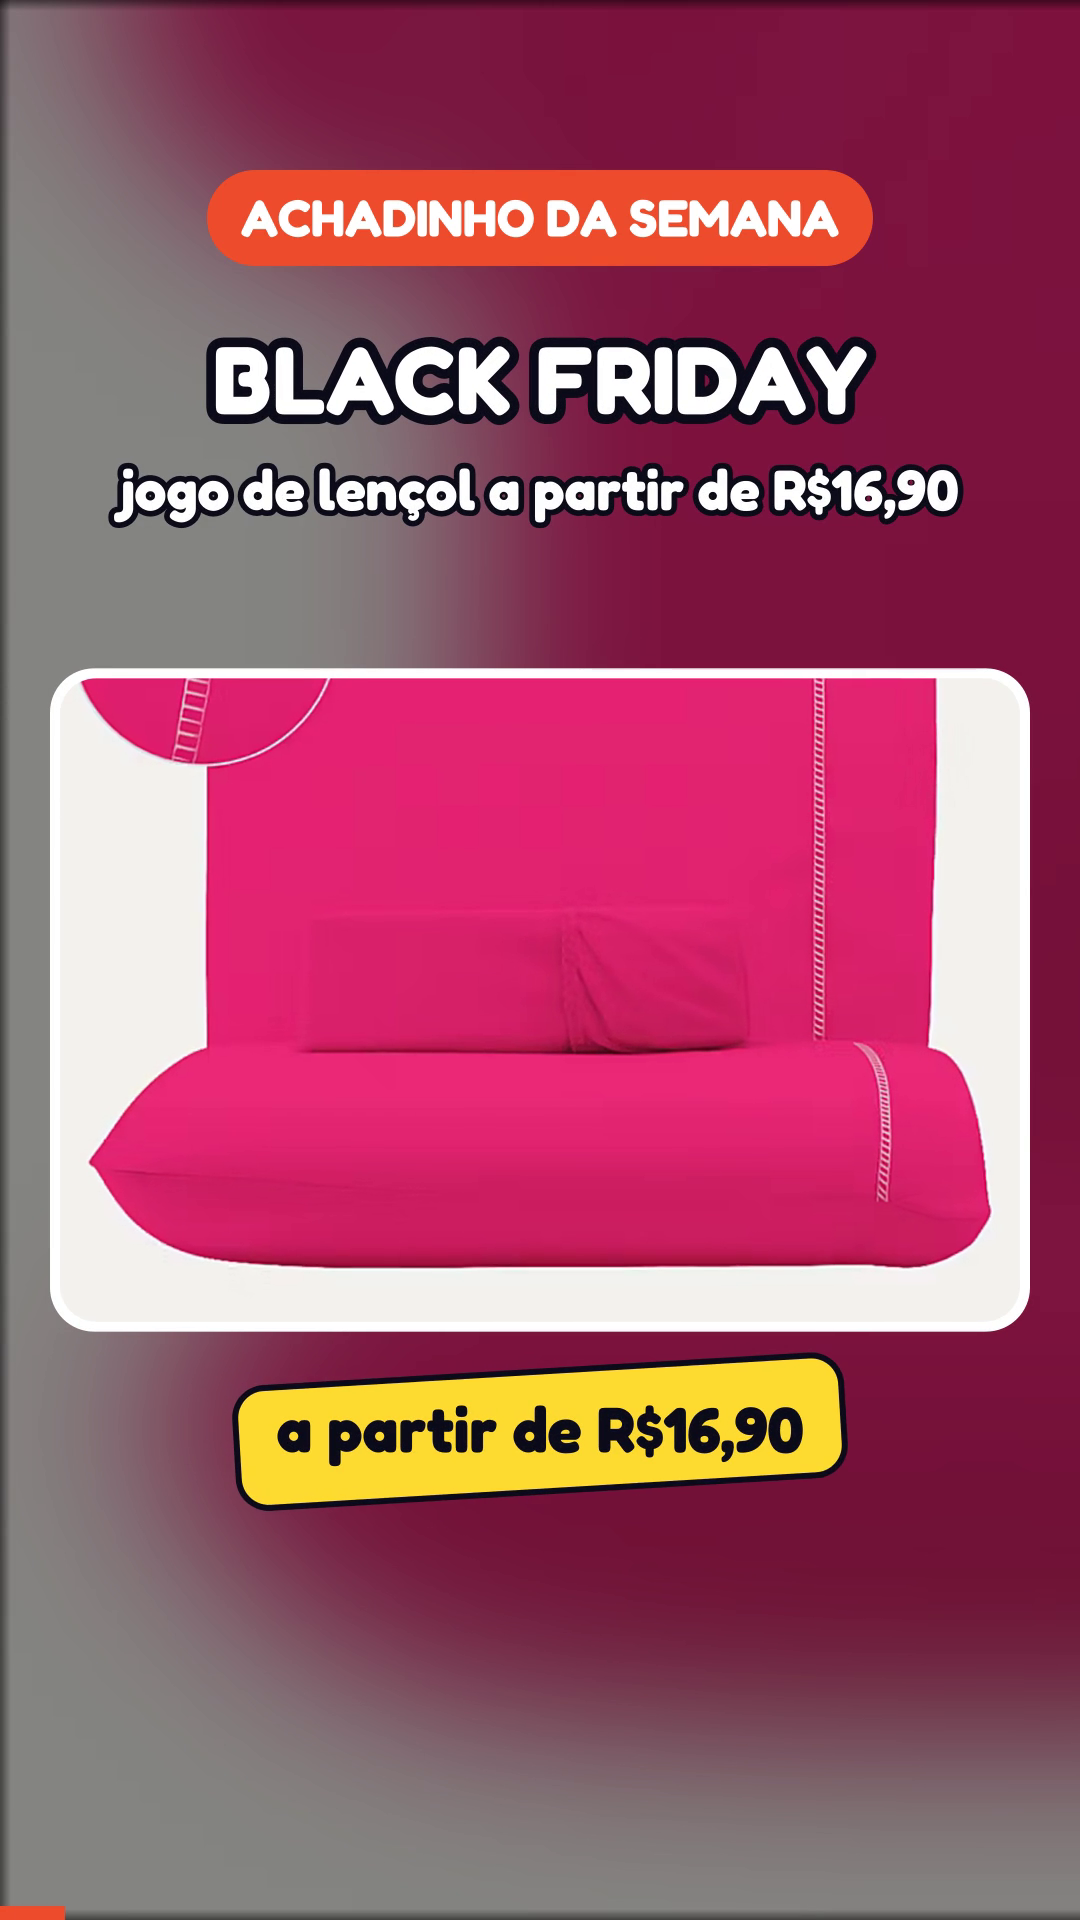 ACHADINHO DA SEMANA
BLACK FRIDAY
jogo de lençol a partir de R$16,90
a partir de R$16,90